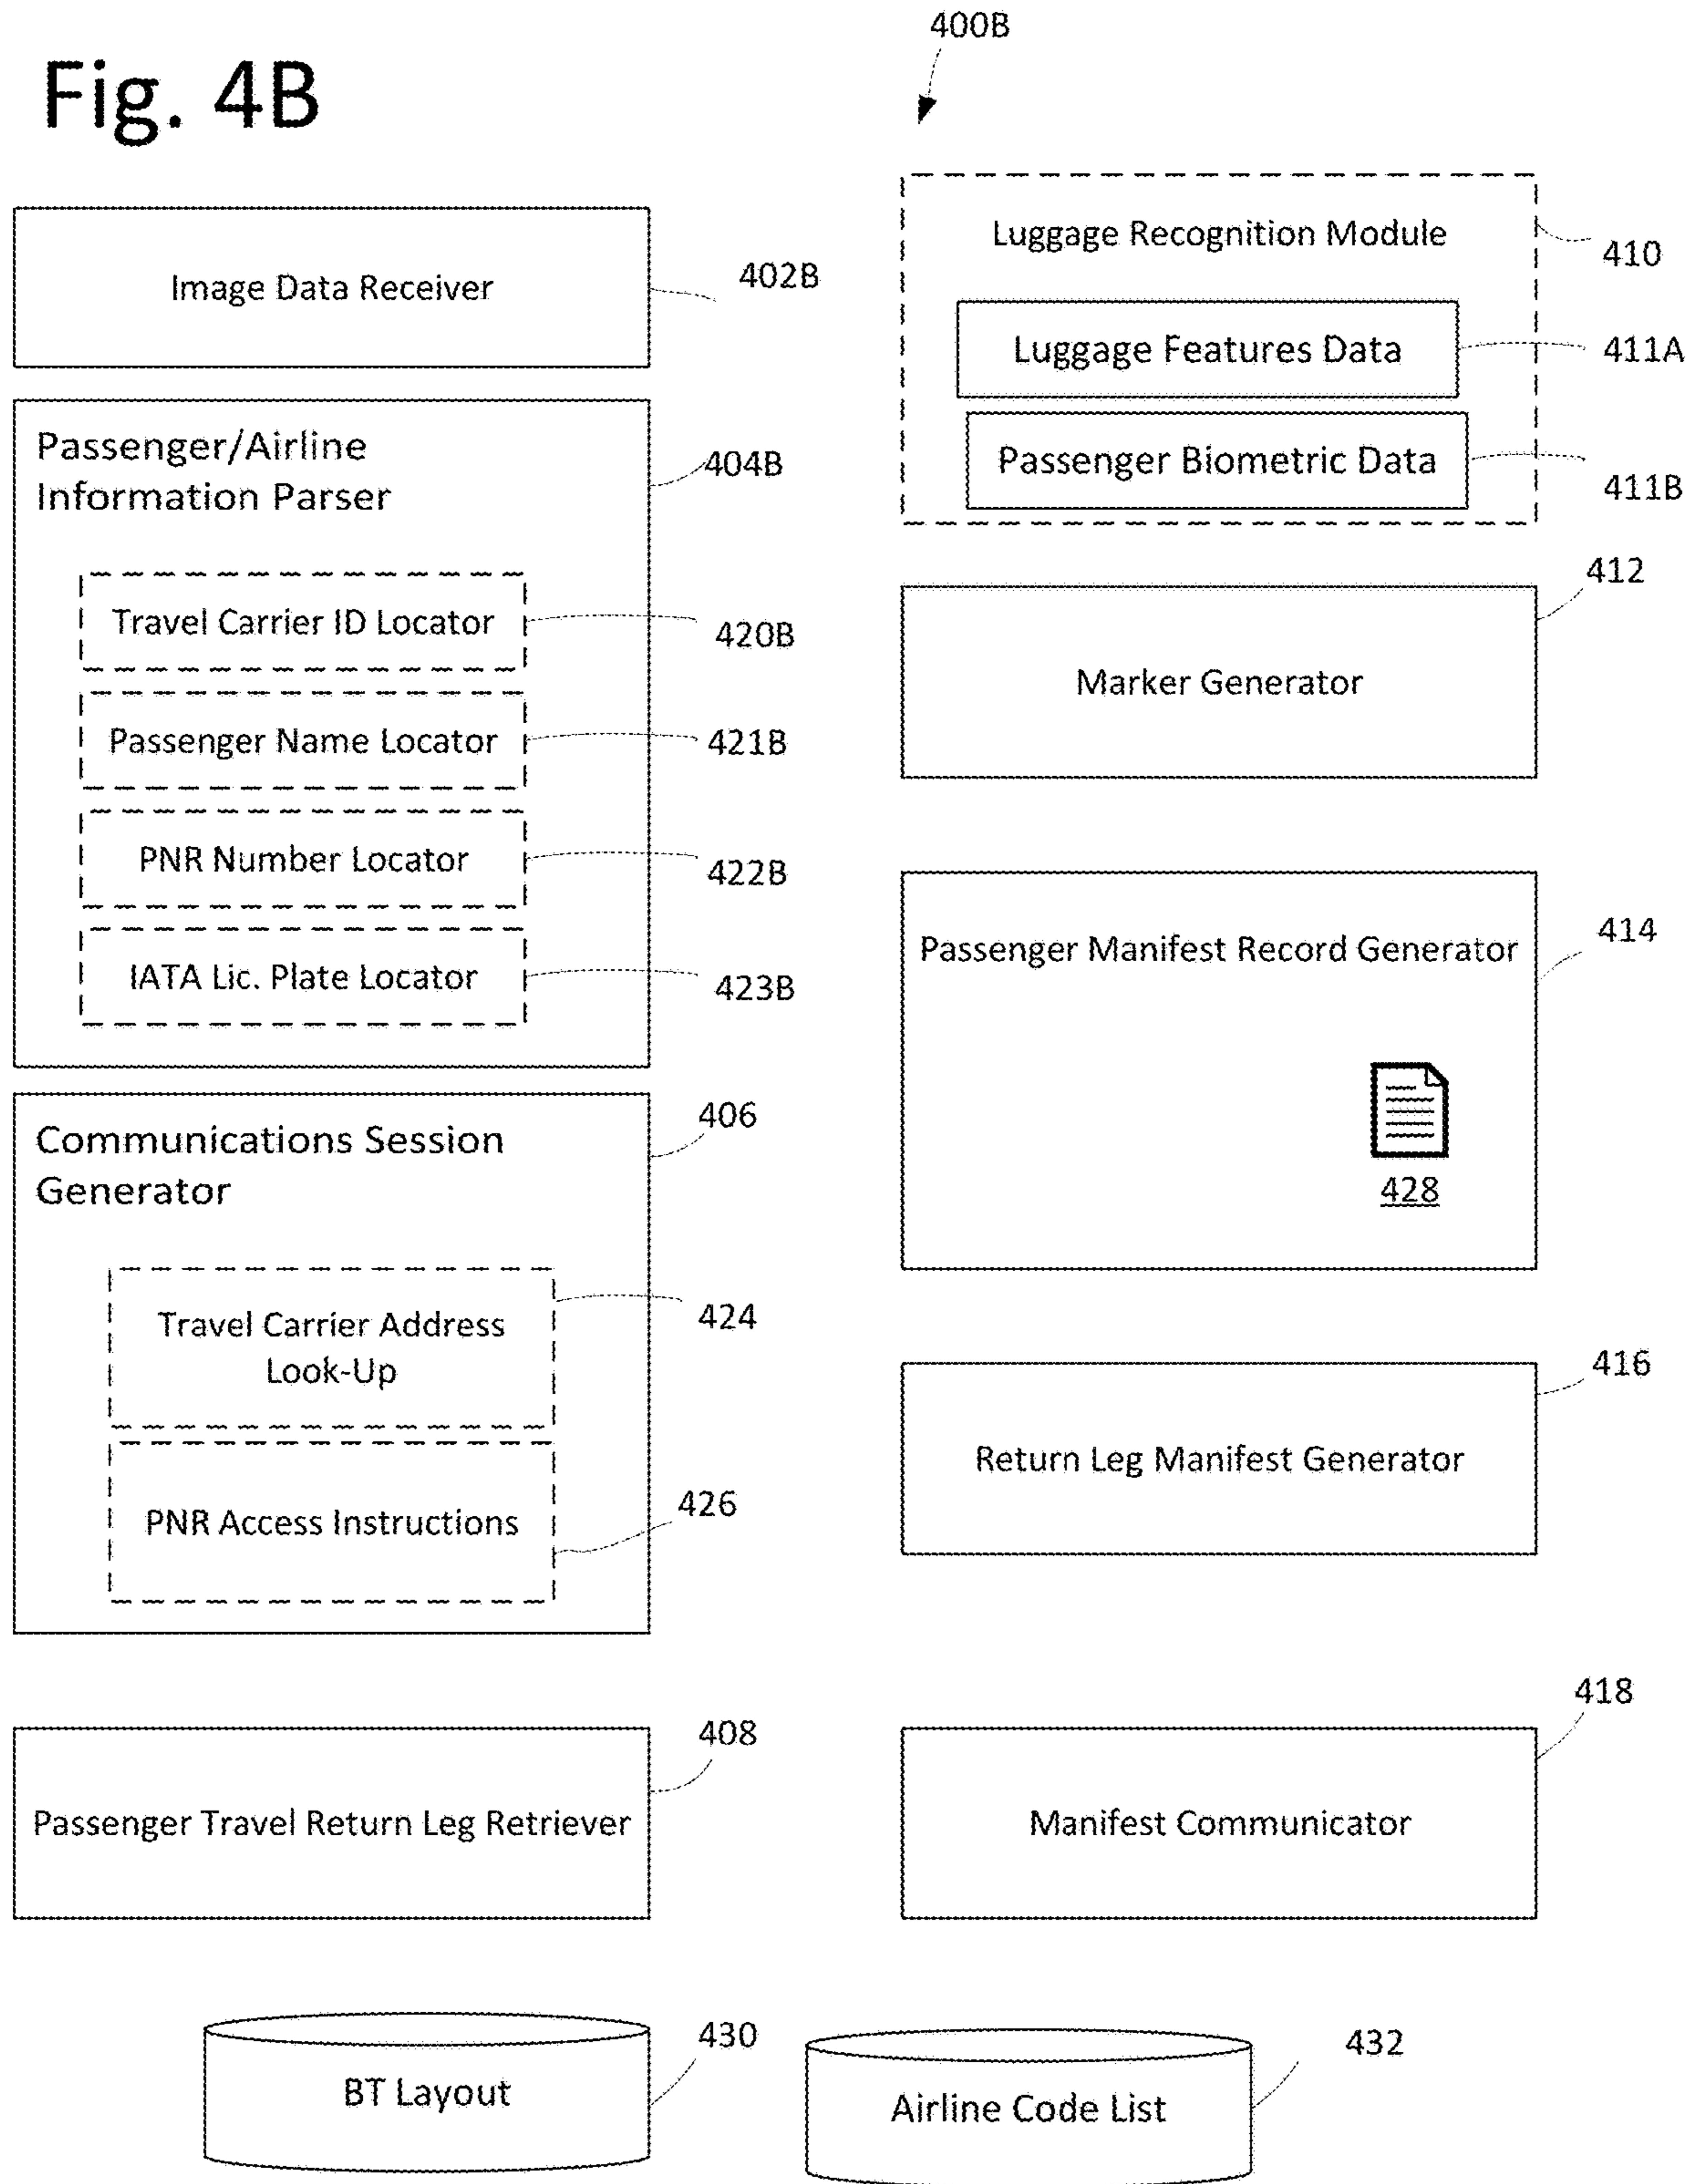 400B
Fig. 4B
Image Data Receiver
402B
Passenger/Airline
Information Parser
404B
Travel Carrier ID Locator
420B
Passenger Name Locator
421B
PNR Number Locator
422B
IATA Lic. Plate Locator
423B
Communications Session
Generator
406
Travel Carrier Address
Look-Up
424
PNR Access Instructions
426
Passenger Travel Return Leg Retriever
408
Luggage Recognition Module
410
Luggage Features Data
411A
Passenger Biometric Data
411B
Marker Generator
412
Passenger Manifest Record Generator
414
428
Return Leg Manifest Generator
416
Manifest Communicator
418
BT Layout
430
Airline Code List
432